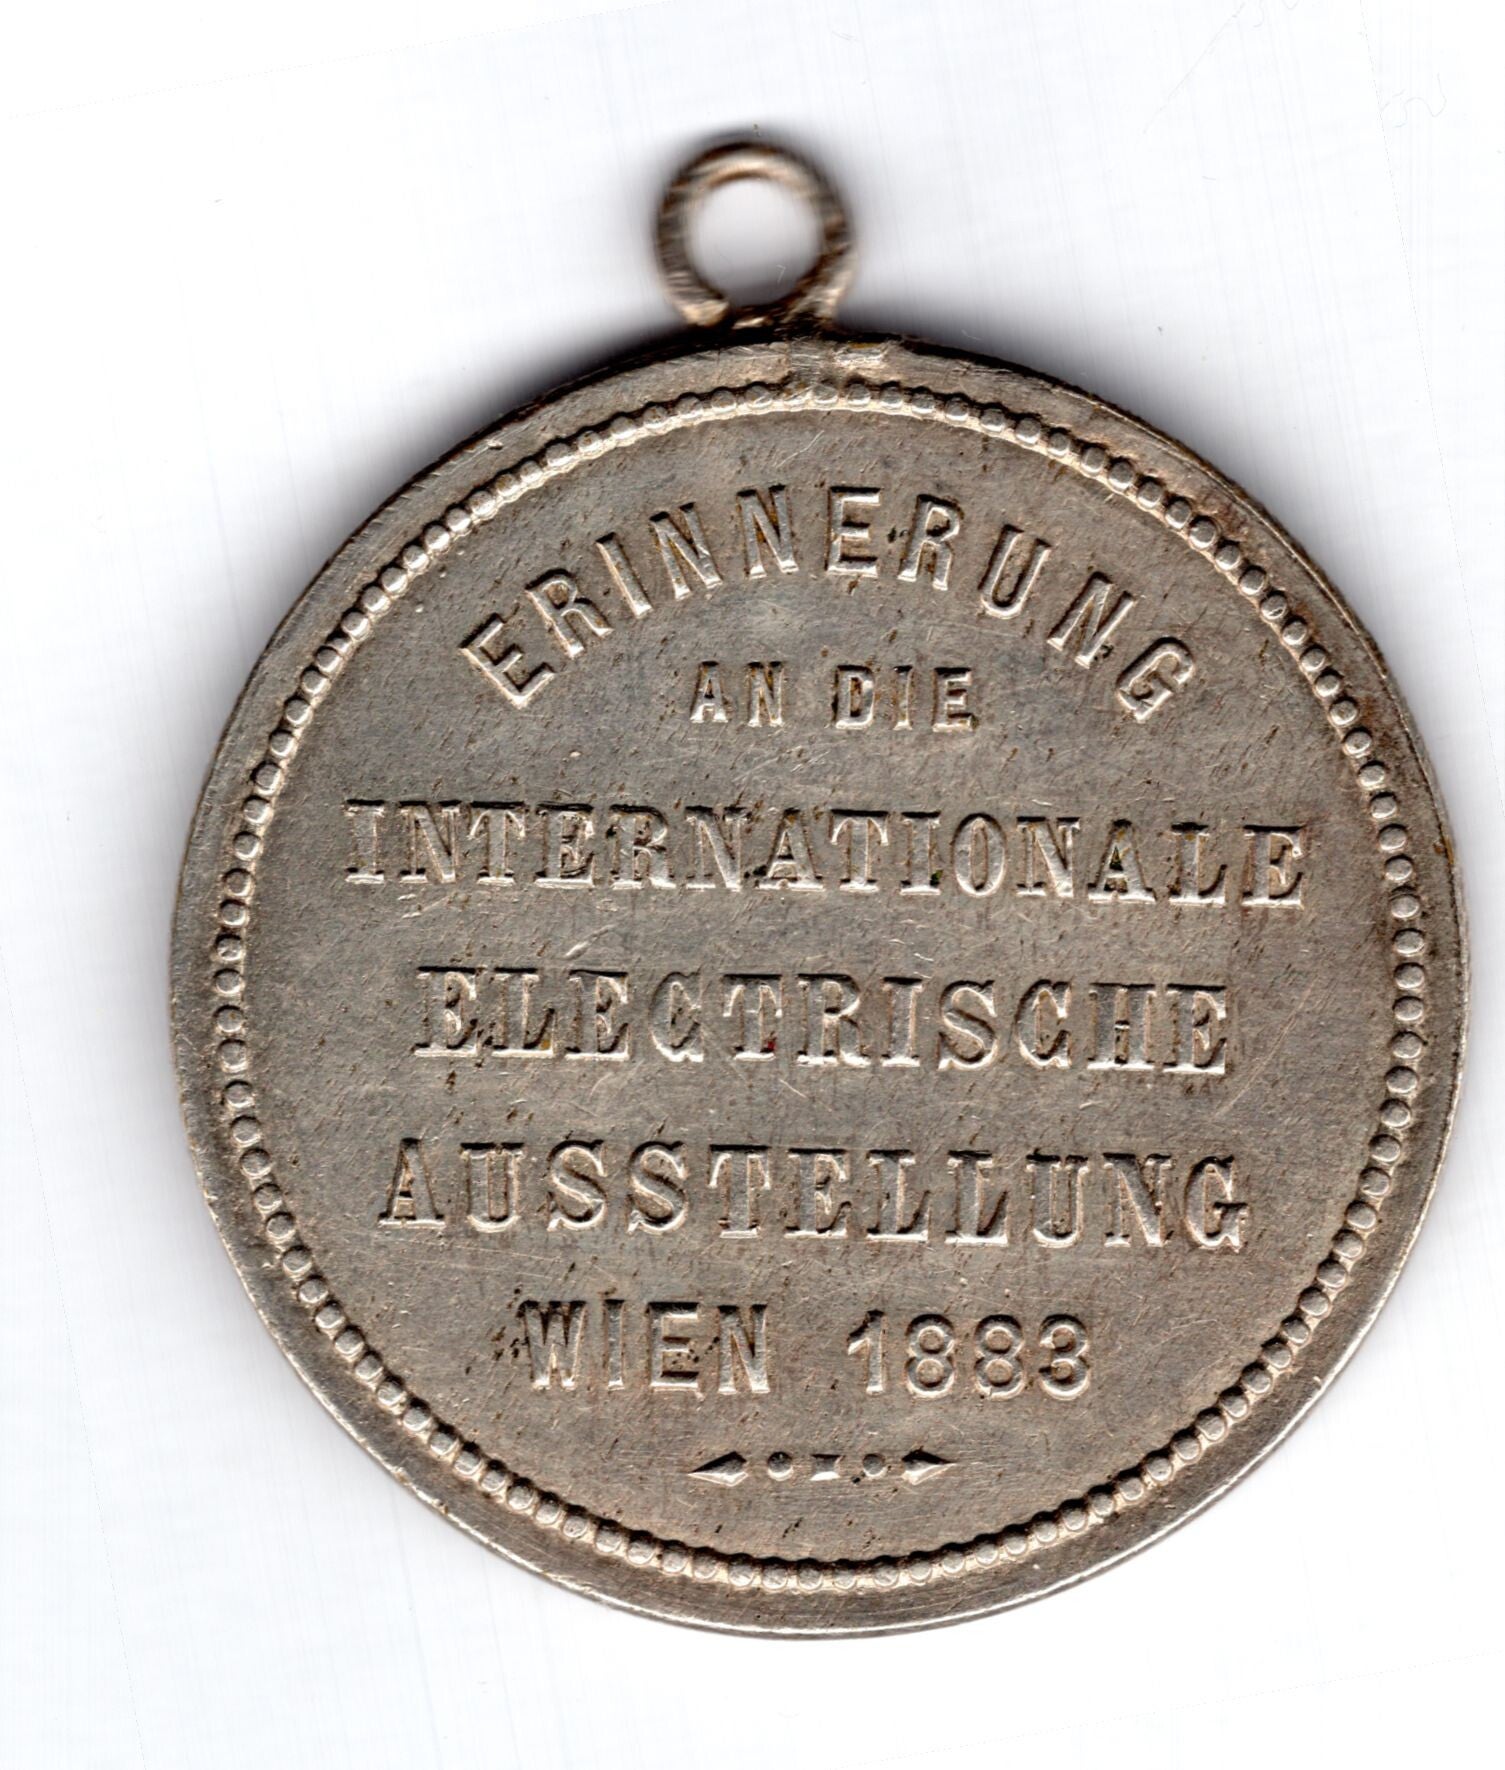 ERINNERUNG
AN DIE
INTERNATIONALE
ELECTRISCHE
AUSSTELLUNG
WIEN 1883